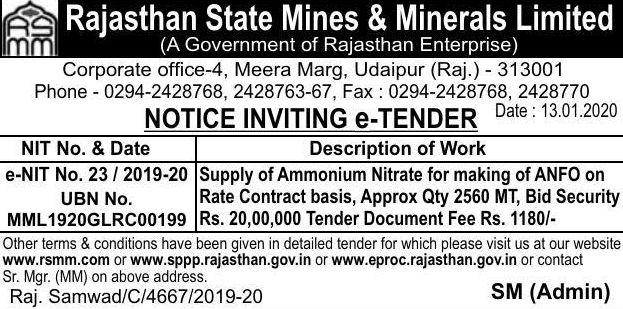 RS
MM
Rajasthan State Mines & Minerals Limited
(A Government of Rajasthan Enterprise)
Corporate office-4, Meera Marg, Udaipur (Raj.) - 313001
Phone - 0294-2428768, 2428763-67, Fax : 0294-2428768, 2428770
NOTICE INVITING e-TENDER Date : 13.01.2020
NIT No. & Date Description of Work
e-NIT No. 23 / 2019-20 Supply of Ammonium Nitrate for making of ANFO on
UBN No. Rate Contract basis, Approx Qty 2560 MT, Bid Security
MML1920GLRC00199 Rs. 20,00,000 Tender Document Fee Rs. 1180/-
Other terms & conditions have been given in detailed tender for which please visit us at our website
www.rsmm.com or www.sppp.rajasthan.gov.in or www.eproc.rajasthan.gov.in or contact
Sr. Mgr. (MM) on above address.
Raj. Samwad/C/4667/2019-20 SM (Admin)